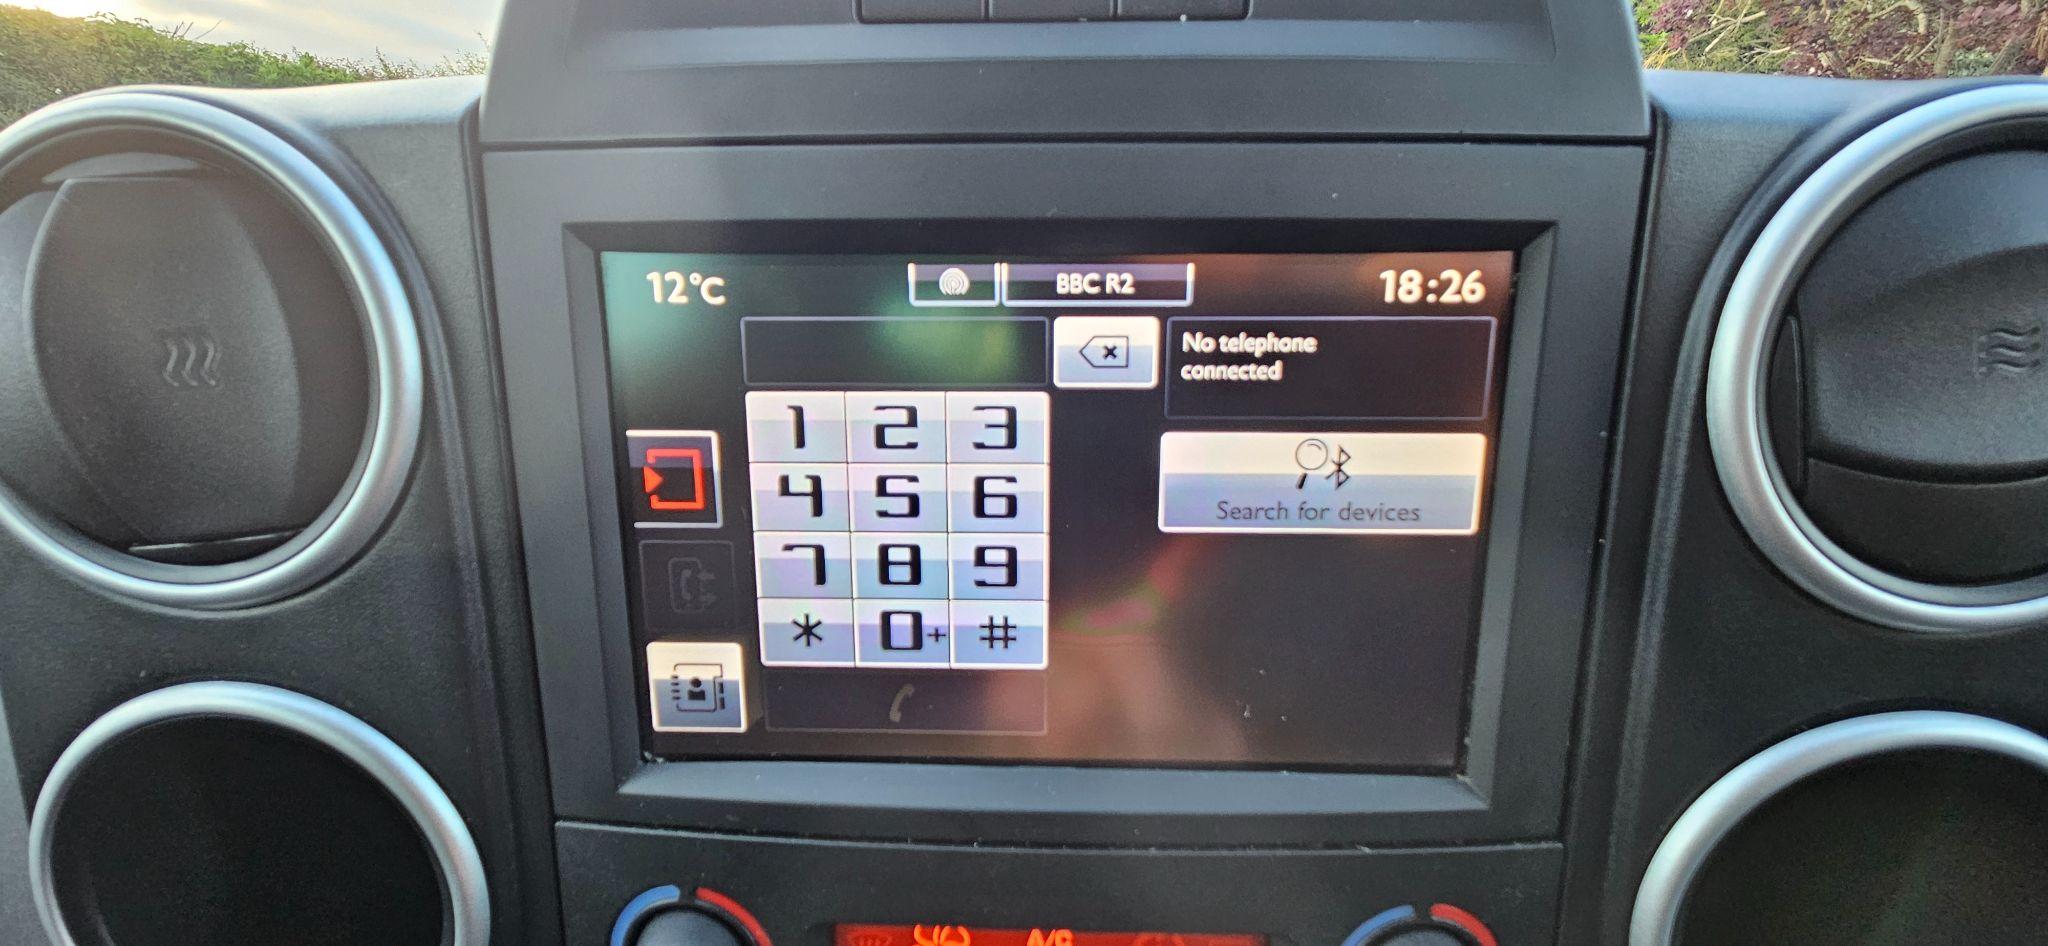 12°C
BBC R2
18:26
No telephone
connected
1 2 3
4 5 6
7 8 9
* 0+ #
Search for devices